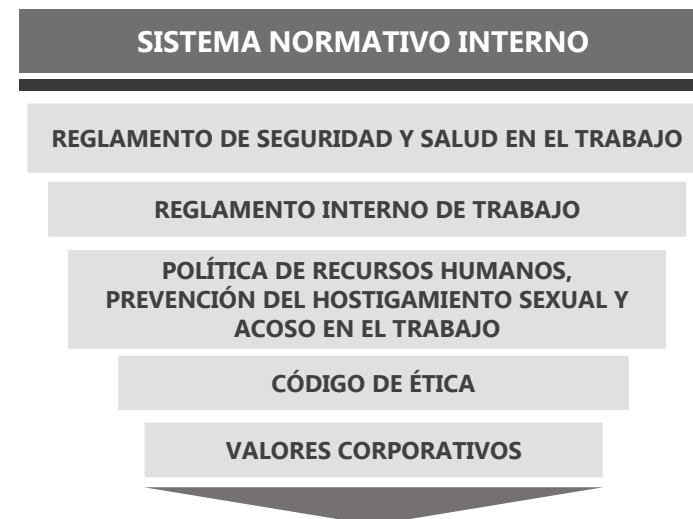 SISTEMA NORMATIVO INTERNO
REGLAMENTO DE SEGURIDAD Y SALUD EN EL TRABAJO
REGLAMENTO INTERNO DE TRABAJO
POLÍTICA DE RECURSOS HUMANOS,
PREVENCIÓN DEL HOSTIGAMIENTO SEXUAL Y
ACOSO EN EL TRABAJO
CÓDIGO DE ÉTICA
VALORES CORPORATIVOS